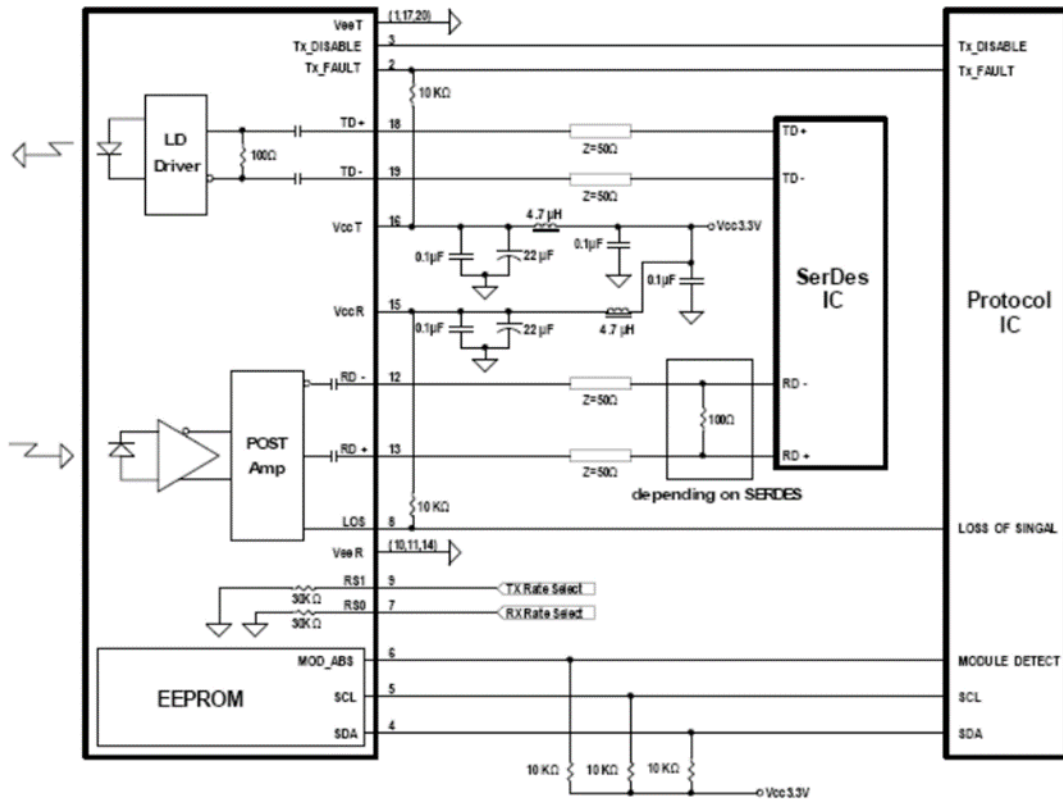 VeeT (1,17,20)
Tx_DISABLE 3 Tx_DISABLE
Tx_FAULT 2 Tx_FAULT
10 KΩ
LD Driver
100Ω
TD+ 18 Z=50Ω TD+
TD- 19 Z=50Ω TD-
VccT 16 4.7 µH Vcc3.3V
0.1µF 22 µF 0.1µF 0.1µF
SerDes IC
Protocol IC
VccR 15
0.1µF 22 µF 4.7 µH
RD - 12 Z=50Ω RD -
100Ω
POST Amp
RD + 13 Z=50Ω RD +
depending on SERDES
10 KΩ
LOS 8 LOSS OF SINGAL
VeeR (10,11,14)
RS1 9 TX Rate Select
30KΩ
RS0 7 RX Rate Select
30KΩ
MOD_ABS 6 MODULE DETECT
EEPROM
SCL 5 SCL
SDA 4 SDA
10 KΩ 10 KΩ 10 KΩ
Vcc3.3V